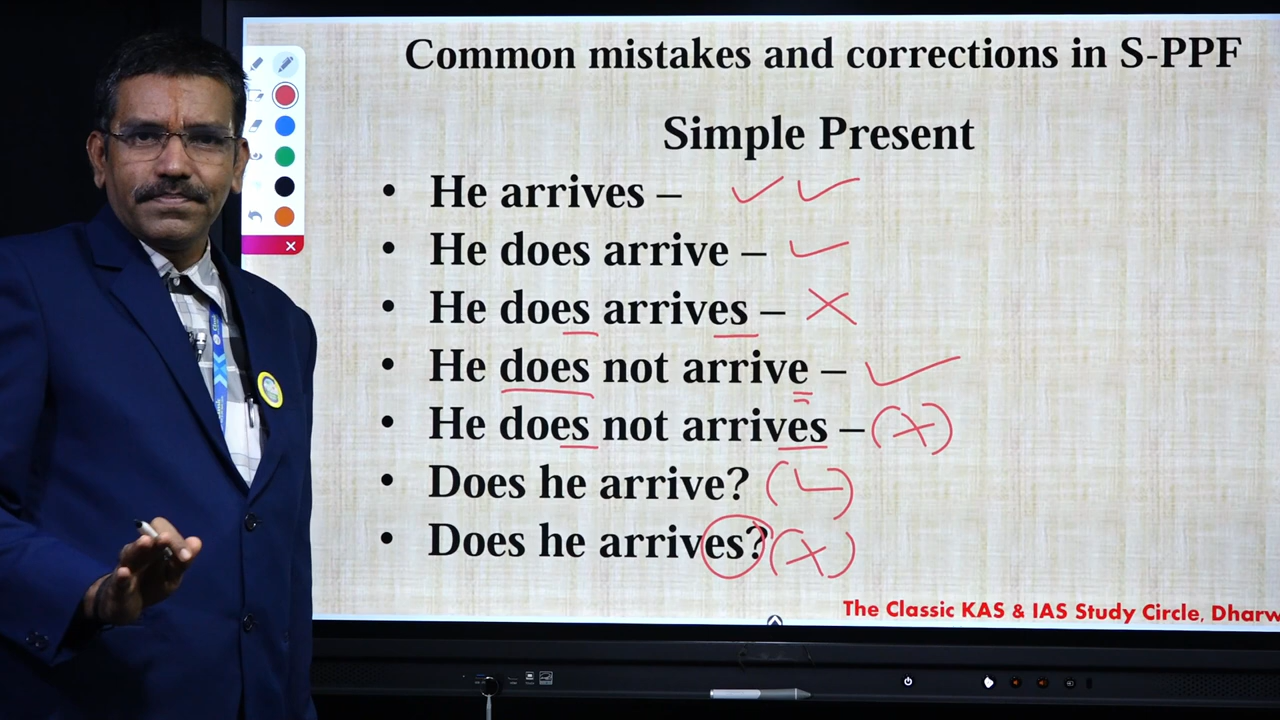 Common mistakes and corrections in S-PPF
Simple Present
• He arrives – ✓ ✓
• He does arrive – ✓
• He does arrives – ✗
• He does not arrive – ✓
• He does not arrives – (✗)
• Does he arrive? (✓)
• Does he arrives? (✗)
The Classic KAS & IAS Study Circle, Dharw